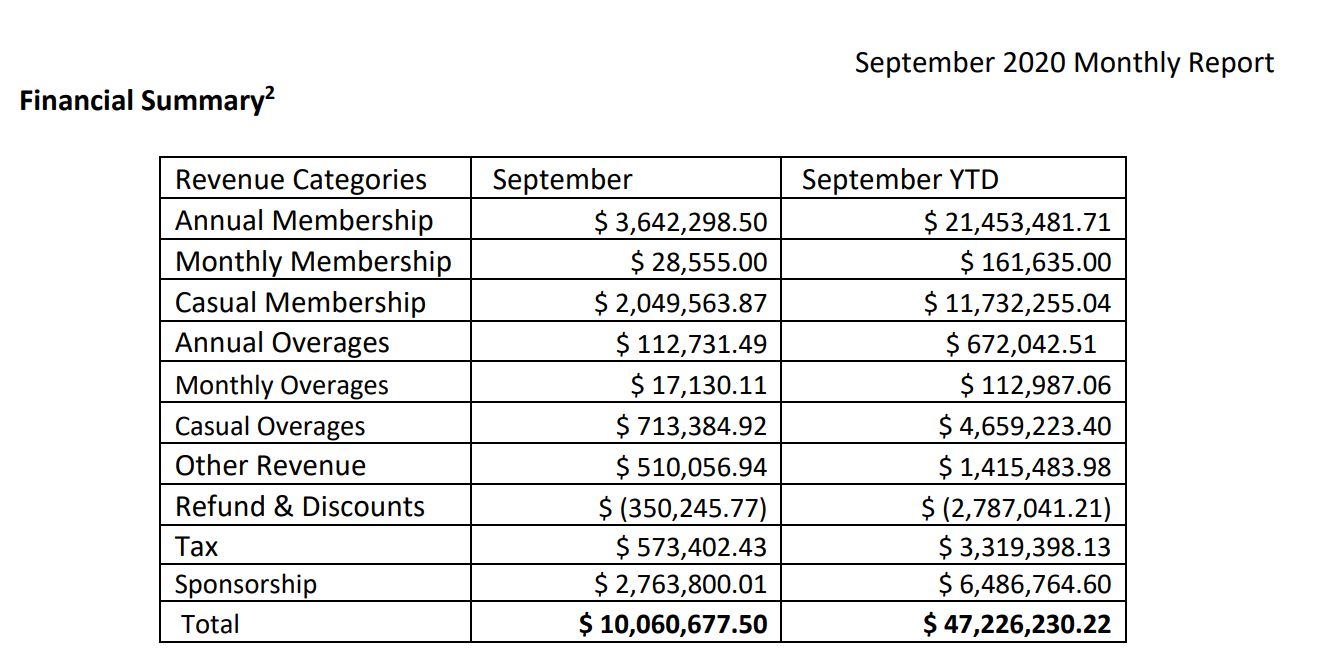 September 2020 Monthly Report
Financial Summary²
Revenue Categories September September YTD
Annual Membership $ 3,642,298.50 $ 21,453,481.71
Monthly Membership $ 28,555.00 $ 161,635.00
Casual Membership $ 2,049,563.87 $ 11,732,255.04
Annual Overages $ 112,731.49 $ 672,042.51
Monthly Overages $ 17,130.11 $ 112,987.06
Casual Overages $ 713,384.92 $ 4,659,223.40
Other Revenue $ 510,056.94 $ 1,415,483.98
Refund & Discounts $ (350,245.77) $ (2,787,041.21)
Tax $ 573,402.43 $ 3,319,398.13
Sponsorship $ 2,763,800.01 $ 6,486,764.60
Total $ 10,060,677.50 $ 47,226,230.22